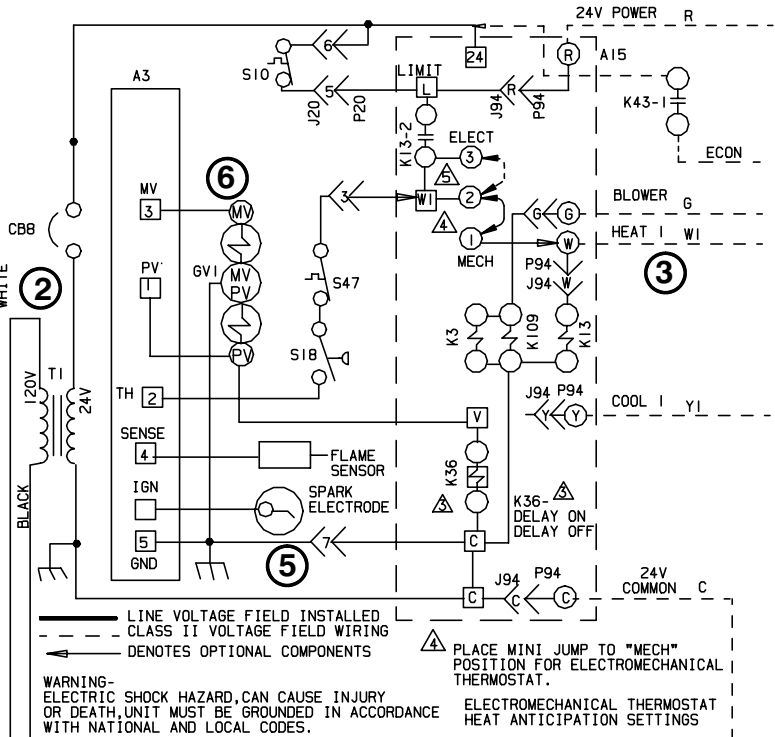 24V POWER R
6
S10
24
R
A15
A3
LIMIT
L
5
J20
P20
J94
R
P94
K43-1
K13-2
ELECT
3
ECON
MV
3
6
MV
3
5
W1
2
4
BLOWER G
G
G
HEAT 1 W1
CB8
WHITE
2
PV
1
GV1
MV
PV
S47
1
MECH
W
P94
J94
W
3
K3
K109
K13
PV
S18
T1
120V
24V
TH
2
J94 P94
Y
Y
COOL 1 Y1
V
SENSE
4
FLAME
SENSOR
K36
3
IGN
SPARK
ELECTRODE
K36-
3
DELAY ON
DELAY OFF
BLACK
5
GND
7
5
C
C
J94 P94
C
C
24V
COMMON C
LINE VOLTAGE FIELD INSTALLED
CLASS II VOLTAGE FIELD WIRING
DENOTES OPTIONAL COMPONENTS
4
PLACE MINI JUMP TO "MECH"
POSITION FOR ELECTROMECHANICAL
THERMOSTAT.
WARNING-
ELECTRIC SHOCK HAZARD,CAN CAUSE INJURY
OR DEATH,UNIT MUST BE GROUNDED IN ACCORDANCE
WITH NATIONAL AND LOCAL CODES.
ELECTROMECHANICAL THERMOSTAT
HEAT ANTICIPATION SETTINGS